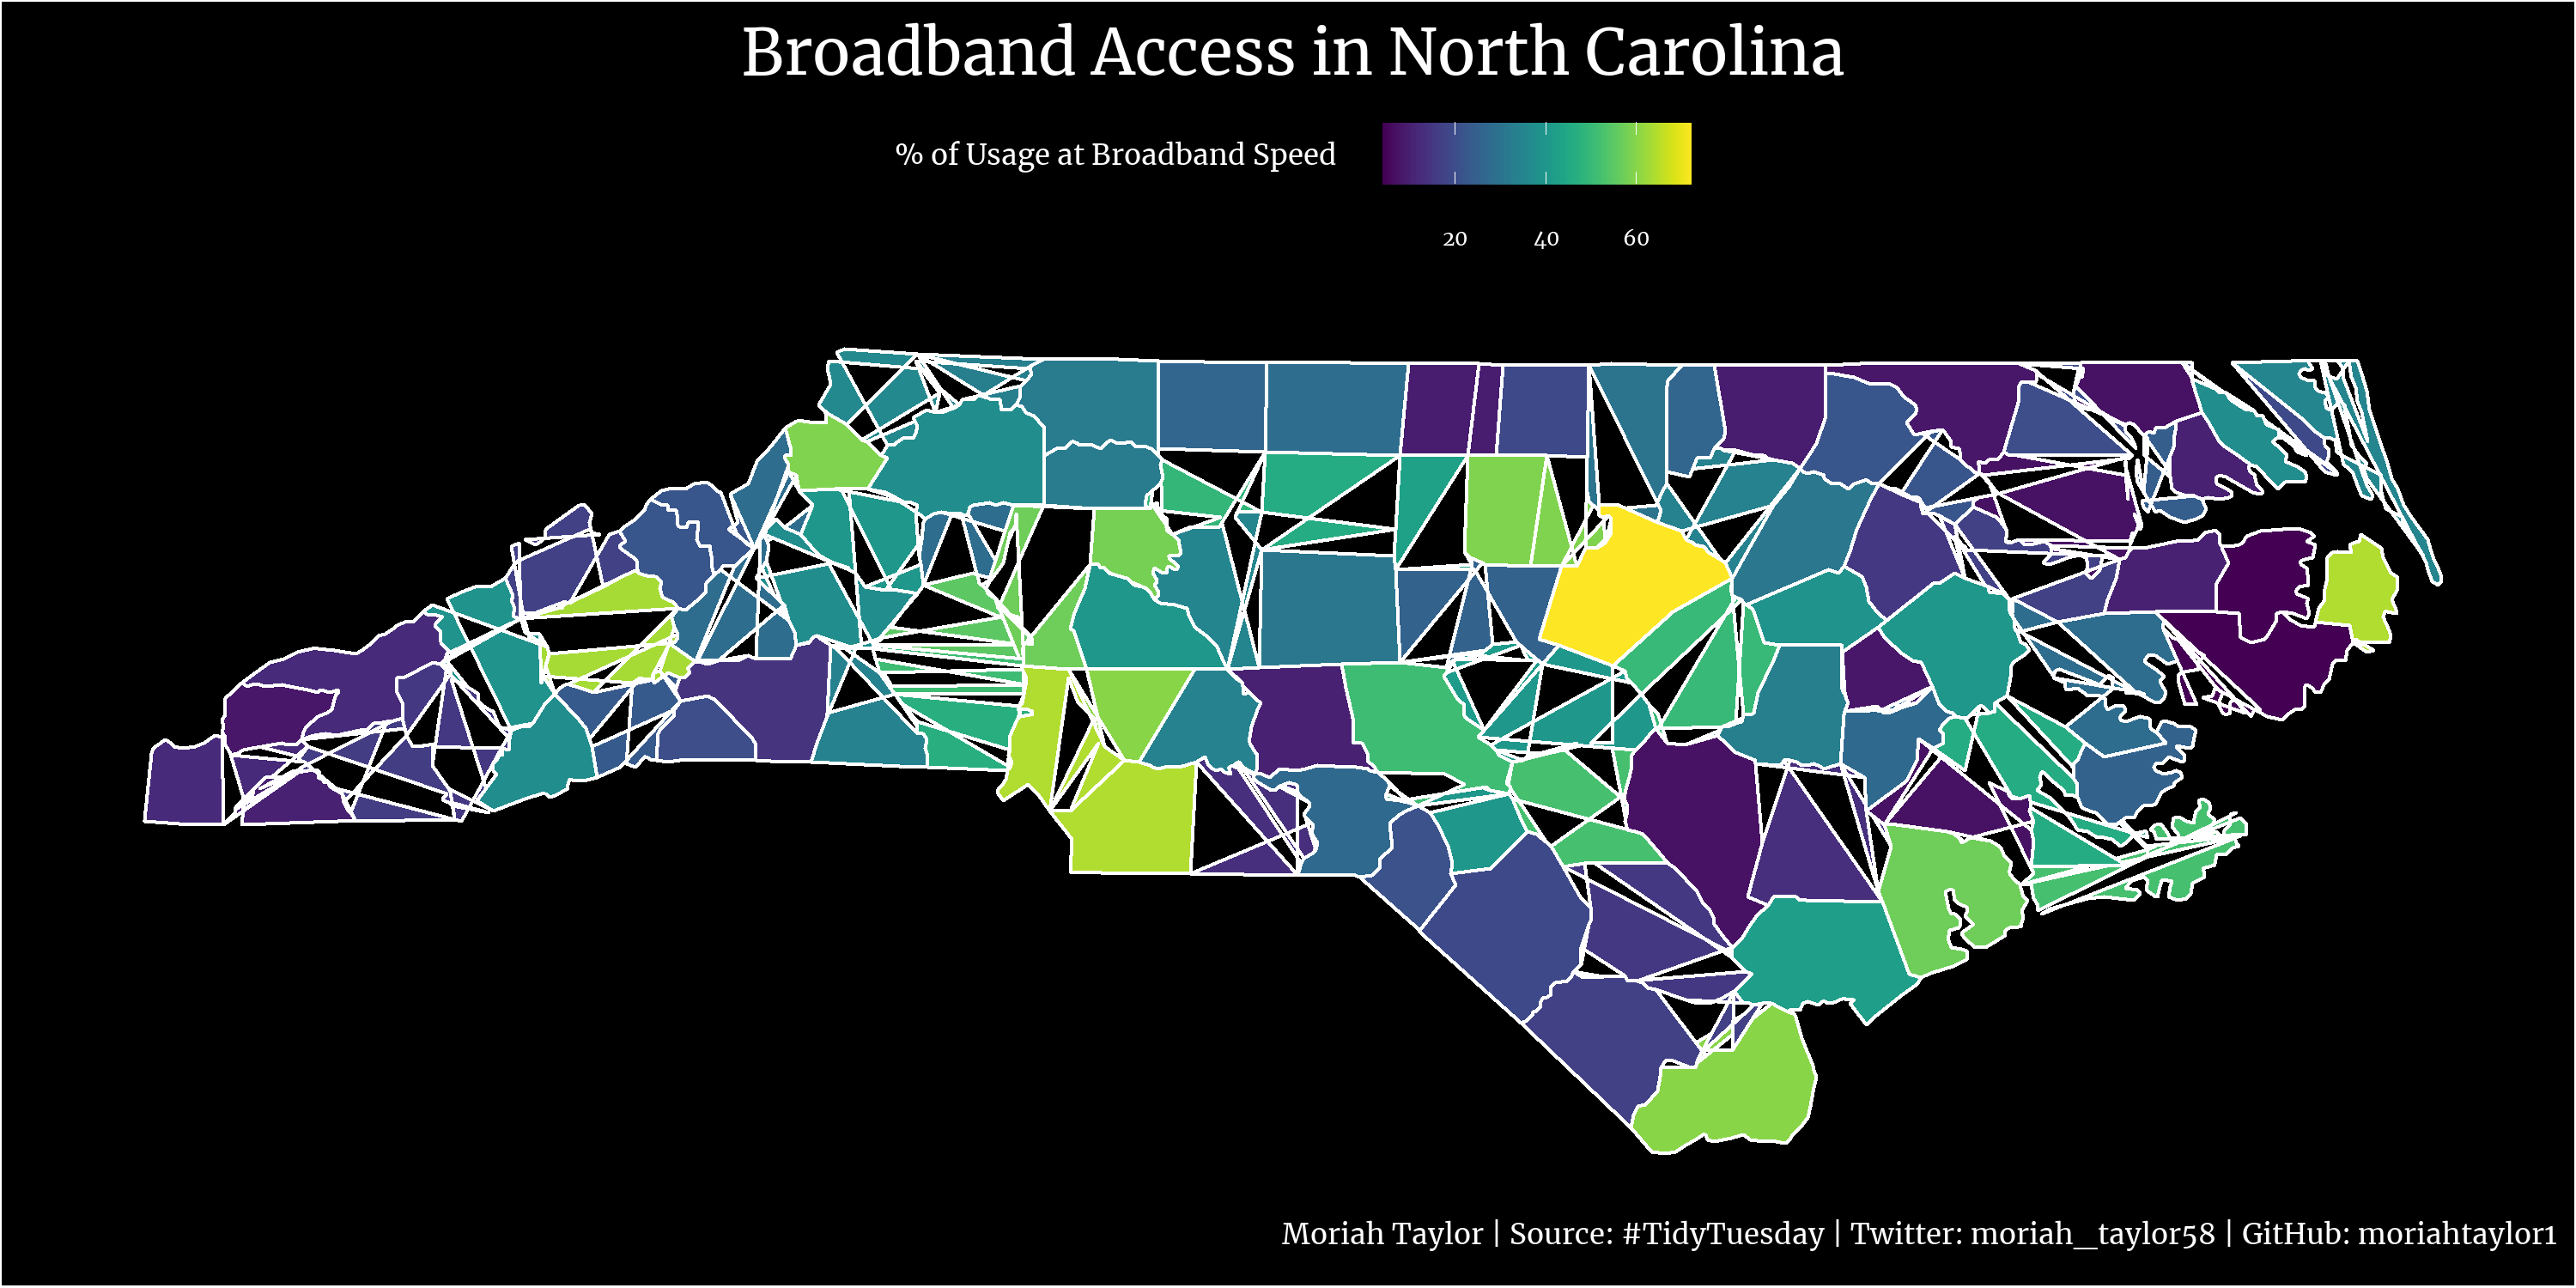 Broadband Access in North Carolina
% of Usage at Broadband Speed
20 40 60
Moriah Taylor | Source: #TidyTuesday | Twitter: moriah_taylor58 | GitHub: moriahtaylor1